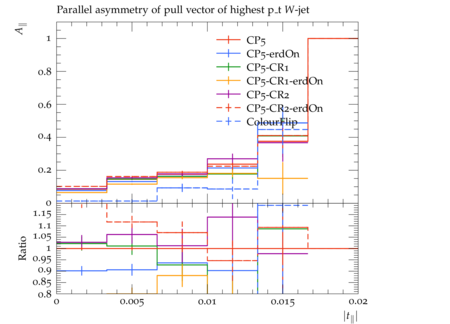 Parallel asymmetry of pull vector of highest p_t W-jet
A∥
1
0.8
0.6
0.4
0.2
0
CP5
CP5-erdOn
CP5-CR1
CP5-CR1-erdOn
CP5-CR2
CP5-CR2-erdOn
ColourFlip
Ratio
1.15
1.1
1.05
1
0.95
0.9
0.85
0.8
0
0.005
0.01
0.015
0.02
|t∥|